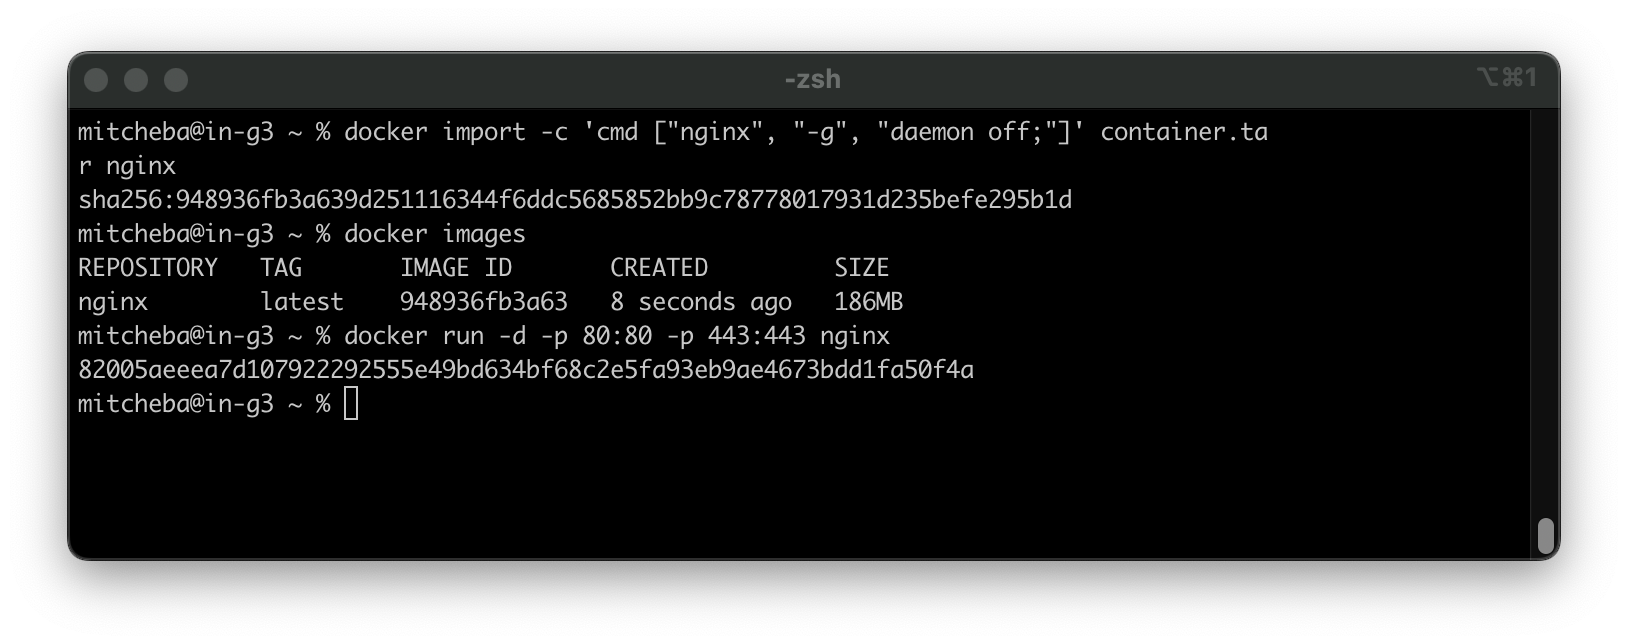 -zsh
⌥⌘1
mitcheba@in-g3 ~ % docker import -c 'cmd ["nginx", "-g", "daemon off;"]' container.ta
r nginx
sha256:948936fb3a639d251116344f6ddc5685852bb9c78778017931d235befe295b1d
mitcheba@in-g3 ~ % docker images
REPOSITORY   TAG       IMAGE ID       CREATED         SIZE
nginx        latest    948936fb3a63   8 seconds ago   186MB
mitcheba@in-g3 ~ % docker run -d -p 80:80 -p 443:443 nginx
82005aeeea7d107922292555e49bd634bf68c2e5fa93eb9ae4673bdd1fa50f4a
mitcheba@in-g3 ~ %